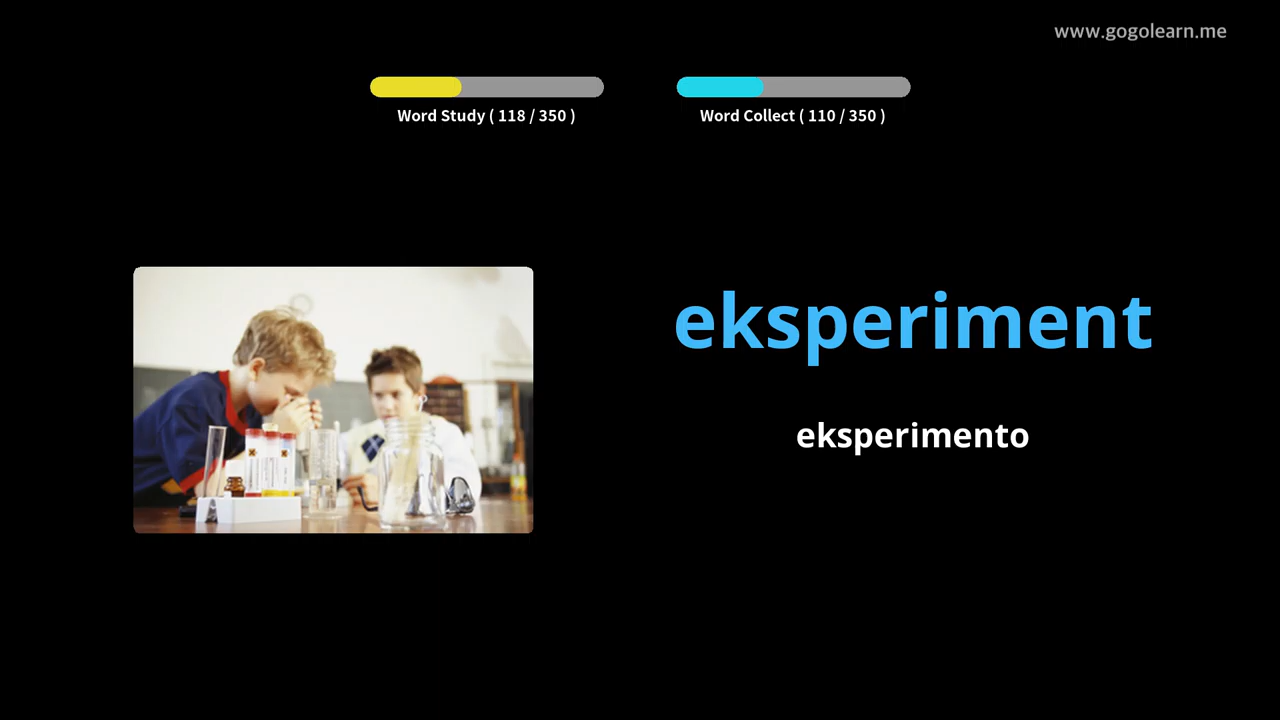 www.gogolearn.me
Word Study ( 118 / 350 )
Word Collect ( 110 / 350 )
eksperiment
eksperimento